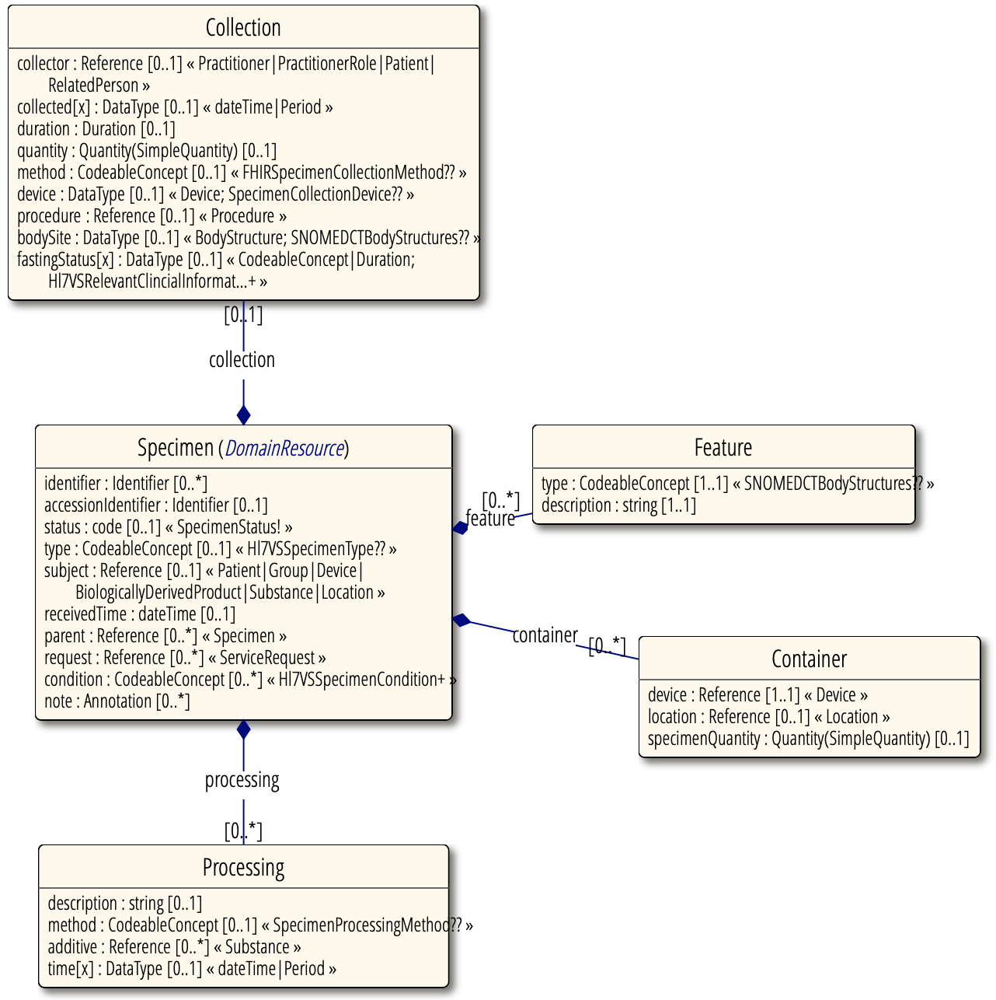 Collection
collector : Reference [0..1] « Practitioner|PractitionerRole|Patient|
RelatedPerson »
collected[x] : DataType [0..1] « dateTime|Period »
duration : Duration [0..1]
quantity : Quantity(SimpleQuantity) [0..1]
method : CodeableConcept [0..1] « FHIRSpecimenCollectionMethod?? »
device : DataType [0..1] « Device; SpecimenCollectionDevice?? »
procedure : Reference [0..1] « Procedure »
bodySite : DataType [0..1] « BodyStructure; SNOMEDCTBodyStructures?? »
fastingStatus[x] : DataType [0..1] « CodeableConcept|Duration;
Hl7VSRelevantClincialInformat...+ »
[0..1]
collection
Specimen (DomainResource)
identifier : Identifier [0..*]
accessionIdentifier : Identifier [0..1]
status : code [0..1] « SpecimenStatus! »
type : CodeableConcept [0..1] « Hl7VSSpecimenType?? »
subject : Reference [0..1] « Patient|Group|Device|
BiologicallyDerivedProduct|Substance|Location »
receivedTime : dateTime [0..1]
parent : Reference [0..*] « Specimen »
request : Reference [0..*] « ServiceRequest »
condition : CodeableConcept [0..*] « Hl7VSSpecimenCondition+ »
note : Annotation [0..*]
[0..*]
feature
Feature
type : CodeableConcept [1..1] « SNOMEDCTBodyStructures?? »
description : string [1..1]
container
[0..*]
Container
device : Reference [1..1] « Device »
location : Reference [0..1] « Location »
specimenQuantity : Quantity(SimpleQuantity) [0..1]
processing
[0..*]
Processing
description : string [0..1]
method : CodeableConcept [0..1] « SpecimenProcessingMethod?? »
additive : Reference [0..*] « Substance »
time[x] : DataType [0..1] « dateTime|Period »